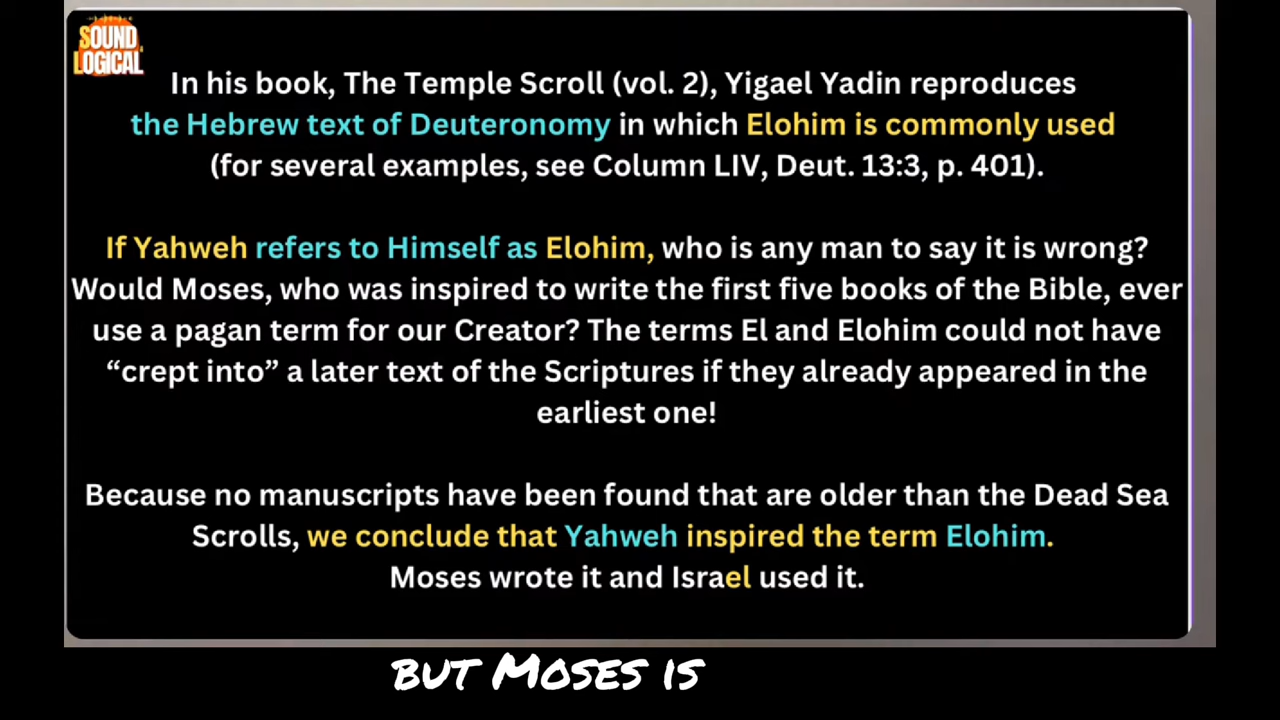 SOUND
LOGICAL
In his book, The Temple Scroll (vol. 2), Yigael Yadin reproduces
the Hebrew text of Deuteronomy in which Elohim is commonly used
(for several examples, see Column LIV, Deut. 13:3, p. 401).
If Yahweh refers to Himself as Elohim, who is any man to say it is wrong?
Would Moses, who was inspired to write the first five books of the Bible, ever
use a pagan term for our Creator? The terms El and Elohim could not have
“crept into” a later text of the Scriptures if they already appeared in the
earliest one!
Because no manuscripts have been found that are older than the Dead Sea
Scrolls, we conclude that Yahweh inspired the term Elohim.
Moses wrote it and Israel used it.
BUT MOSES IS